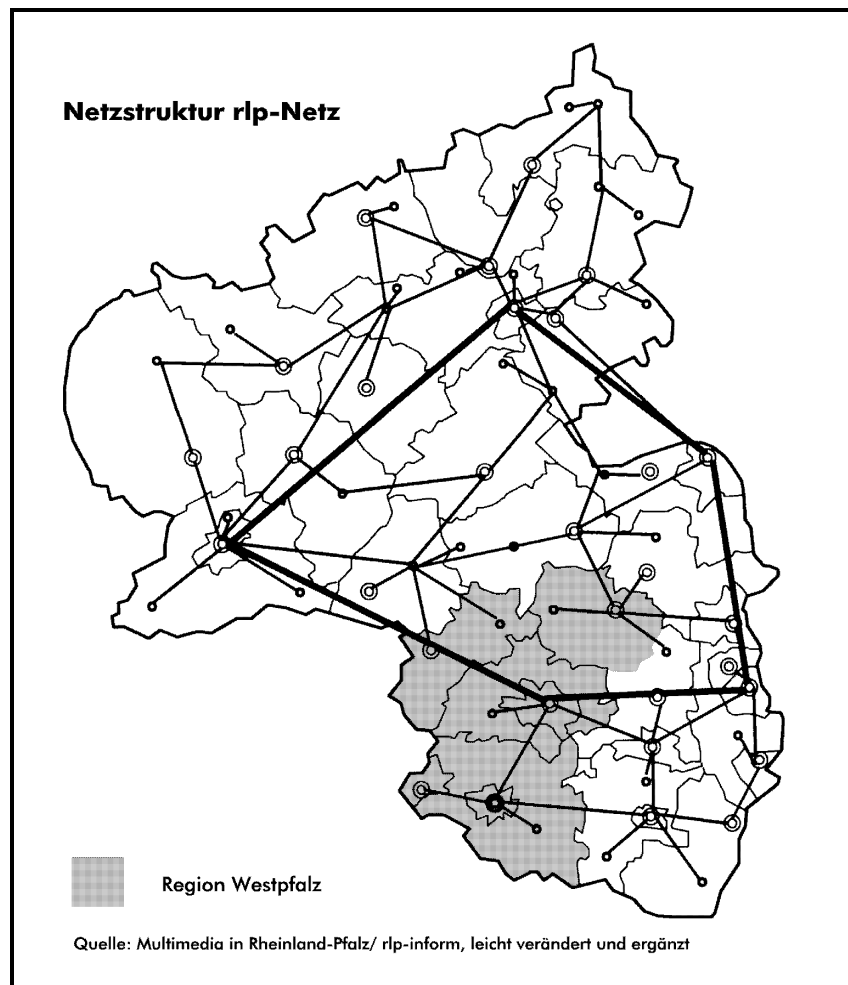 Netzstruktur rlp-Netz
Region Westpfalz
Quelle: Multimedia in Rheinland-Pfalz/ rlp-inform, leicht verändert und ergänzt